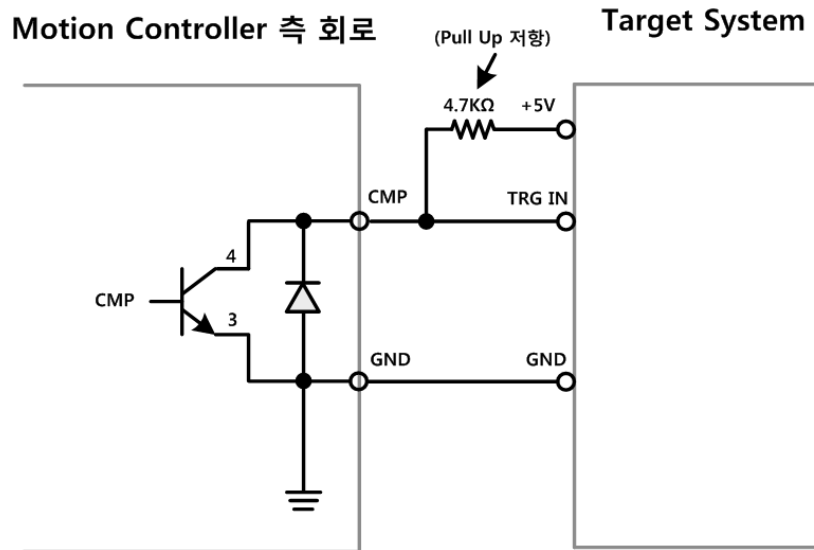 Motion Controller 측 회로
Target System
(Pull Up 저항)
4.7KΩ
+5V
CMP
TRG IN
4
CMP
3
GND
GND